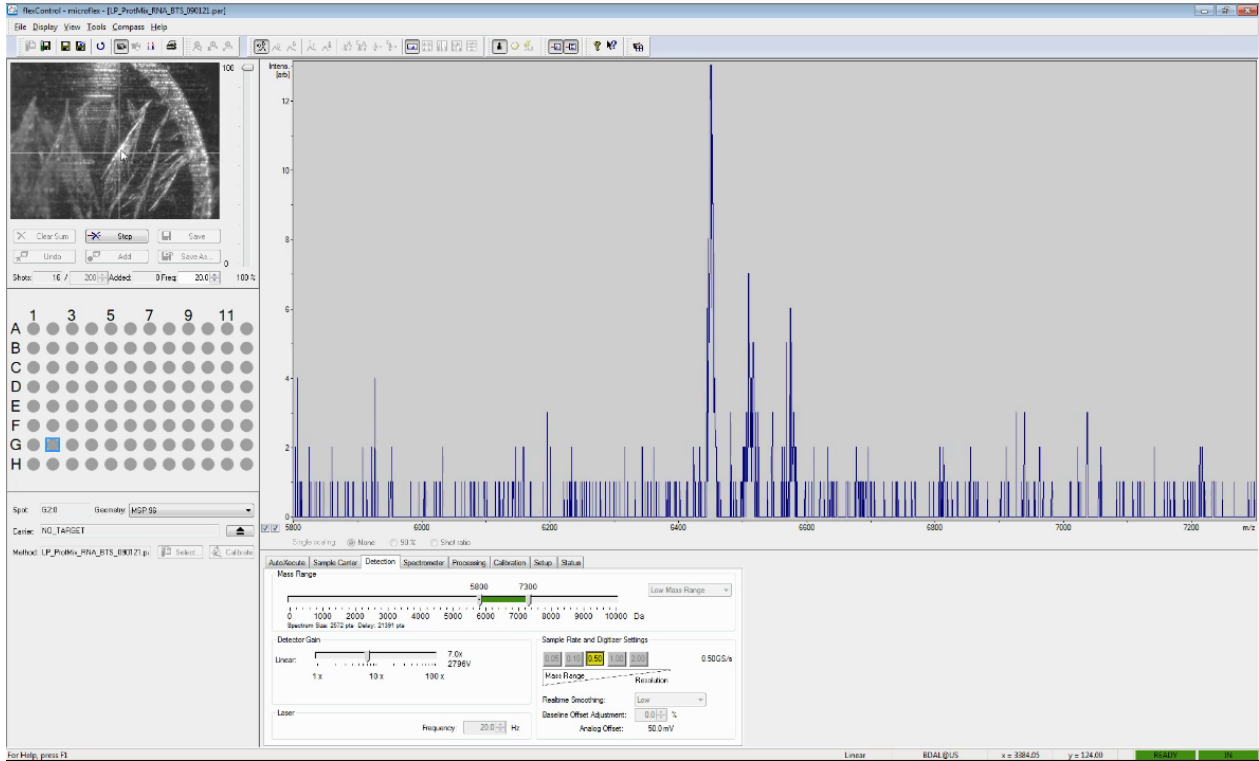 flexControl - microflex - [LP_ProtMix_RNA_BTS_090121.par]
File Display View Tools Compass Help
100
0
Clear Sum Stop Save
Undo Add Save As...
Shots: 16 / 200 Added: 0 Freq: 20.0 100 %
1 3 5 7 9 11
A
B
C
D
E
F
G
H
Spot: G2:0 Geometry: MSP 96
Carrier: NO_TARGET
Method: LP_ProtMix_RNA_BTS_090121.p Select... Calibrate
Intens.
[arb]
12
10
8
6
4
2
0
5800 6000 6200 6400 6600 6800 7000 7200 m/z
Single scaling: None 90 % Shot ratio
AutoXecute Sample Carrier Detection Spectrometer Processing Calibration Setup Status
Mass Range
5800 7300
Low Mass Range
0 1000 2000 3000 4000 5000 6000 7000 8000 9000 10000 Da
Spectrum Size: 2572 pts Delay: 21391 pts
Detector Gain
Linear: 7.0x
2796V
1 x 10 x 100 x
Sample Rate and Digitizer Settings
0.05 0.10 0.50 1.00 2.00 0.50GS/s
Mass Range Resolution
Realtime Smoothing: Low
Baseline Offset Adjustment: 0.0 %
Analog Offset: 50.0 mV
Laser
Frequency: 20.0 Hz
For Help, press F1 Linear BDAL@US x = 3384.05 y = 124.00 READY IN